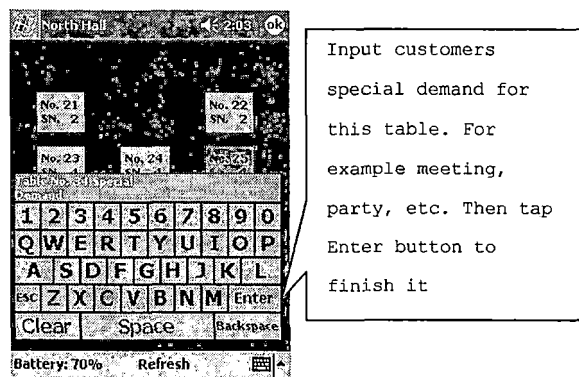 North Hall 2:03 ok
No. 21
SN. 2
No. 22
SN. 2
No. 23
No. 24
No. 25
Special
Demand
1 2 3 4 5 6 7 8 9 0
Q W E R T Y U I O P
A S D F G H J K L
ESC Z X C V B N M Enter
Clear Space Backspace
Battery: 70% Refresh
Input customers
special demand for
this table. For
example meeting,
party, etc. Then tap
Enter button to
finish it